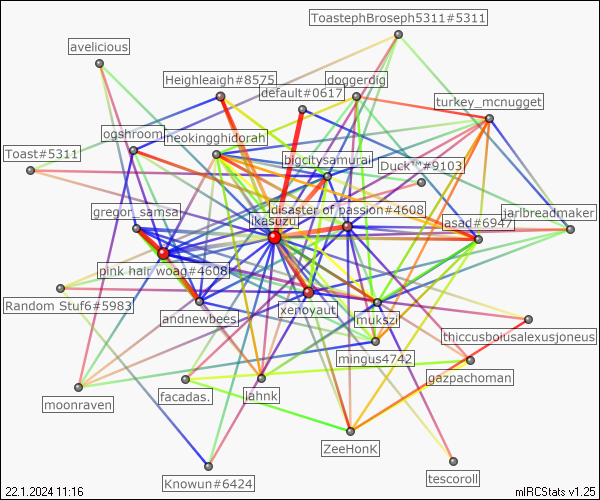 ToastephBroseph5311#5311
avelicious
Heighleaigh#8575
doggerdig
default#0617
turkey_mcnugget
ogshroom
neokingghidorah
bigcitysamurai
Toast#5311
Duck™#9103
gregor_samsa
disaster of passion#4608
jarlbreadmaker
ikasuzu
asad#6947
pink hair woag#4608
Random Stuf6#5983
xenoyaut
andnewbees
mukszi
thiccusboiusalexusjoneus
mingus4742
gazpachoman
moonraven
facadas.
lahnk
ZeeHonK
Knowun#6424
tescoroll
22.1.2024 11:16
mIRCStats v1.25